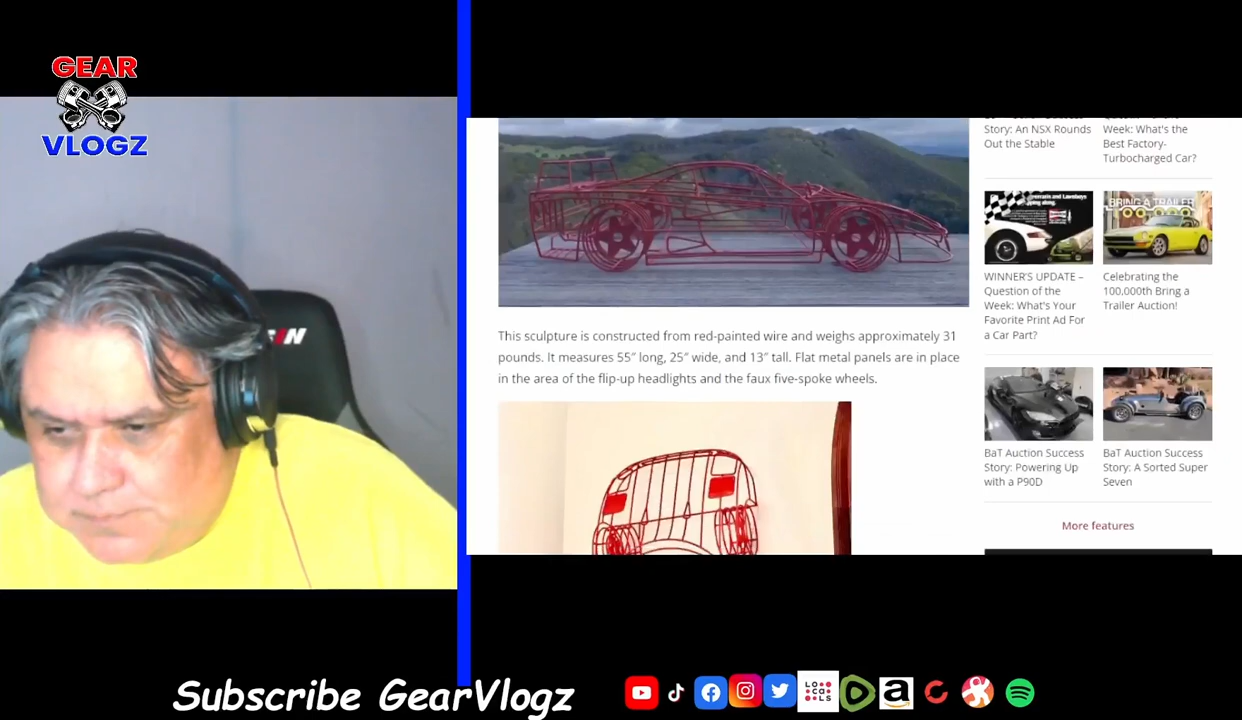 GEAR
VLOGZ
Story: An NSX Rounds
Out the Stable
Week: What's the
Best Factory-
Turbocharged Car?
BRING A TRAILER
WINNER'S UPDATE –
Question of the
Week: What's Your
Favorite Print Ad For
a Car Part?
Celebrating the
100,000th Bring a
Trailer Auction!
This sculpture is constructed from red-painted wire and weighs approximately 31
pounds. It measures 55″ long, 25″ wide, and 13″ tall. Flat metal panels are in place
in the area of the flip-up headlights and the faux five-spoke wheels.
BaT Auction Success
Story: Powering Up
with a P90D
BaT Auction Success
Story: A Sorted Super
Seven
More features
Subscribe GearVlogz
LOCALS